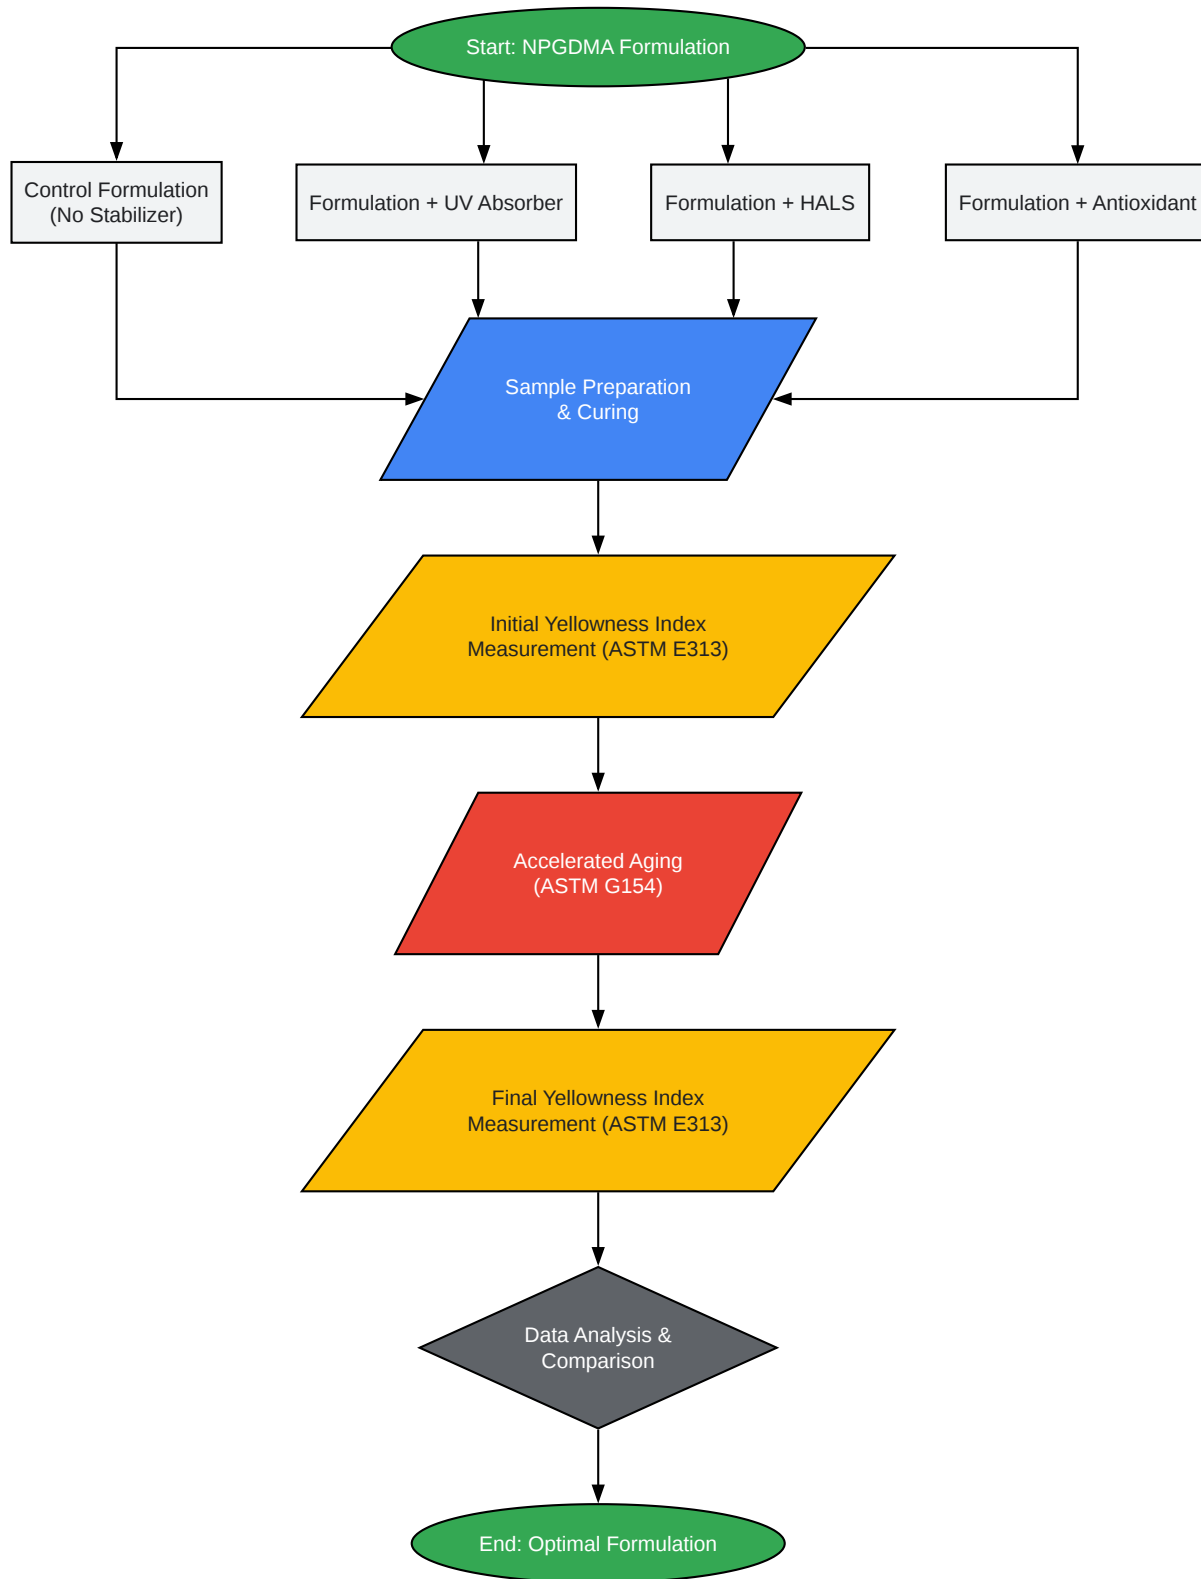 Start: NPGDMA Formulation
Control Formulation
(No Stabilizer)
Formulation + UV Absorber
Formulation + HALS
Formulation + Antioxidant
Sample Preparation
& Curing
Initial Yellowness Index
Measurement (ASTM E313)
Accelerated Aging
(ASTM G154)
Final Yellowness Index
Measurement (ASTM E313)
Data Analysis &
Comparison
End: Optimal Formulation